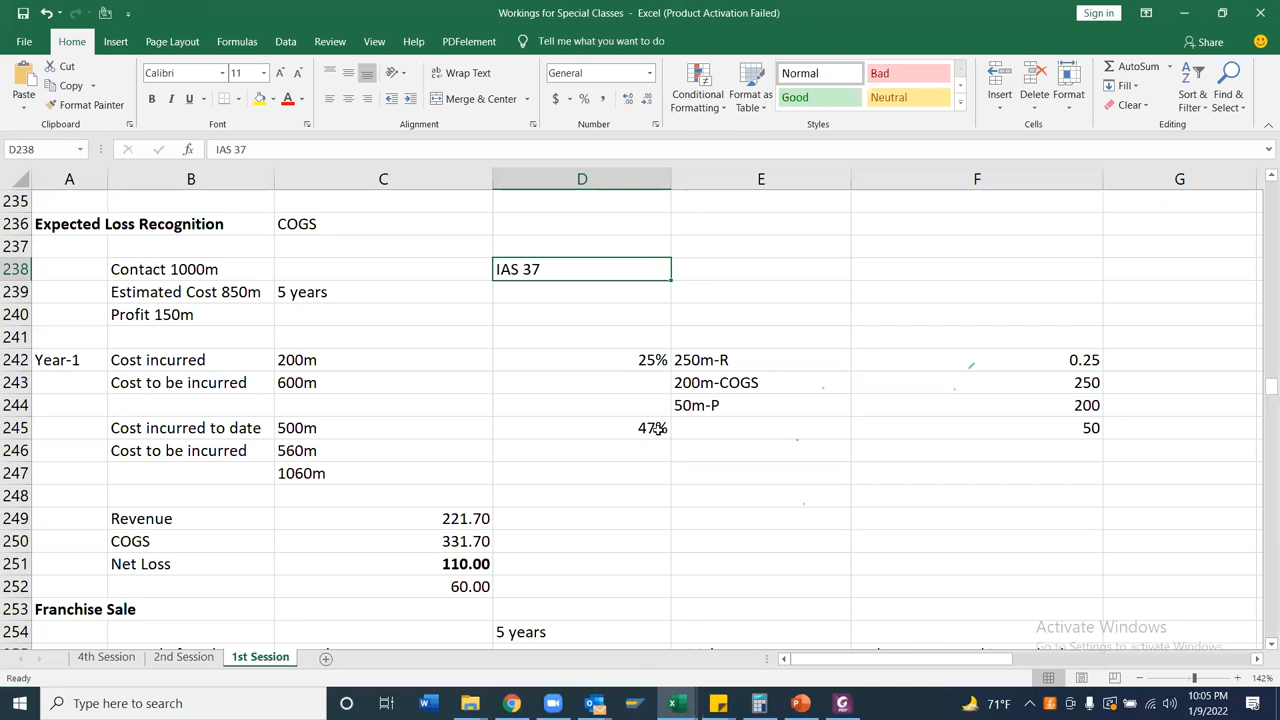 Workings for Special Classes - Excel (Product Activation Failed)
Sign in
File Home Insert Page Layout Formulas Data Review View Help PDFelement Tell me what you want to do Share
Paste Cut Copy Format Painter
Calibri 11 A A
B I U A
Wrap Text
Merge & Center
General
$ % ,
Conditional Formatting
Format as Table
Normal Bad
Good Neutral
Insert Delete Format
AutoSum
Fill
Clear
Sort & Filter
Find & Select
Clipboard Font Alignment Number Styles Cells Editing
D238 fx IAS 37
A B C D E F G
235
236 Expected Loss Recognition COGS
237
238 Contact 1000m IAS 37
239 Estimated Cost 850m 5 years
240 Profit 150m
241
242 Year-1 Cost incurred 200m 25% 250m-R 0.25
243 Cost to be incurred 600m 200m-COGS 250
244 50m-P 200
245 Cost incurred to date 500m 47% 50
246 Cost to be incurred 560m
247 1060m
248
249 Revenue 221.70
250 COGS 331.70
251 Net Loss 110.00
252 60.00
253 Franchise Sale
254 5 years
Activate Windows
Go to Settings to activate Windows.
4th Session 2nd Session 1st Session
Ready
142%
Type here to search
71°F
10:05 PM
1/9/2022